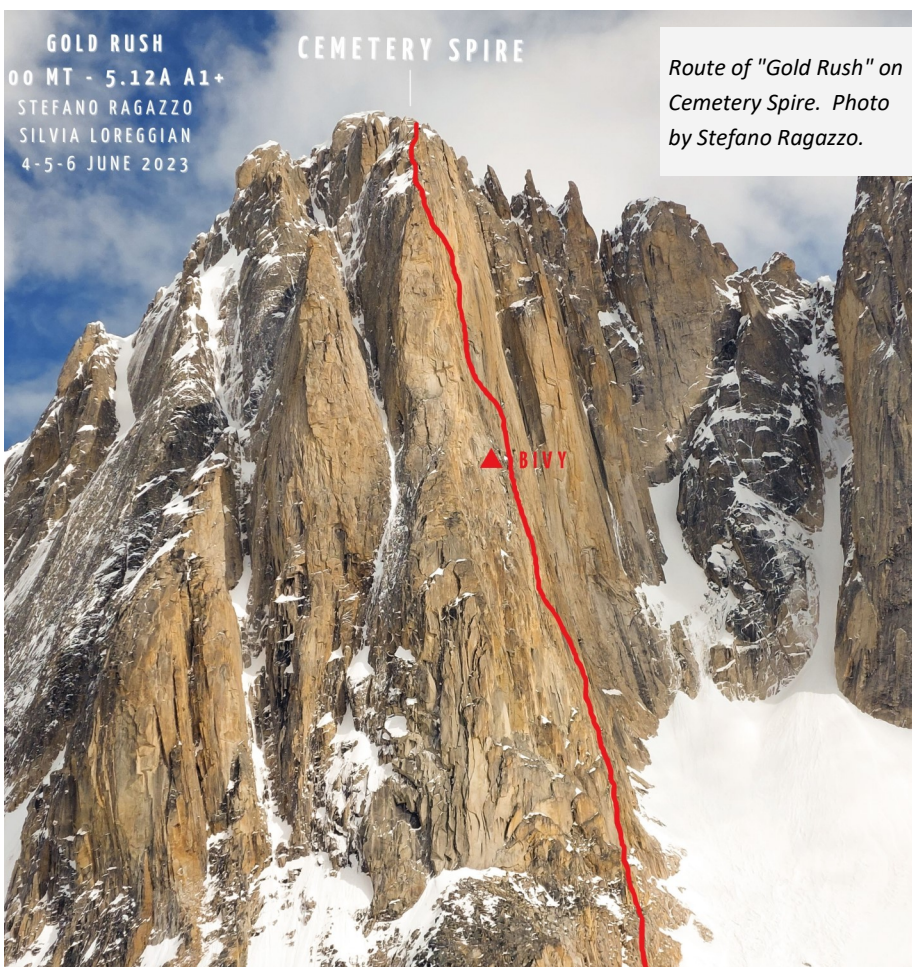 GOLD RUSH
00 MT - 5.12A A1+
STEFANO RAGAZZO
SILVIA LOREGGIAN
4-5-6 JUNE 2023
CEMETERY SPIRE
Route of "Gold Rush" on
Cemetery Spire. Photo
by Stefano Ragazzo.
BIVY